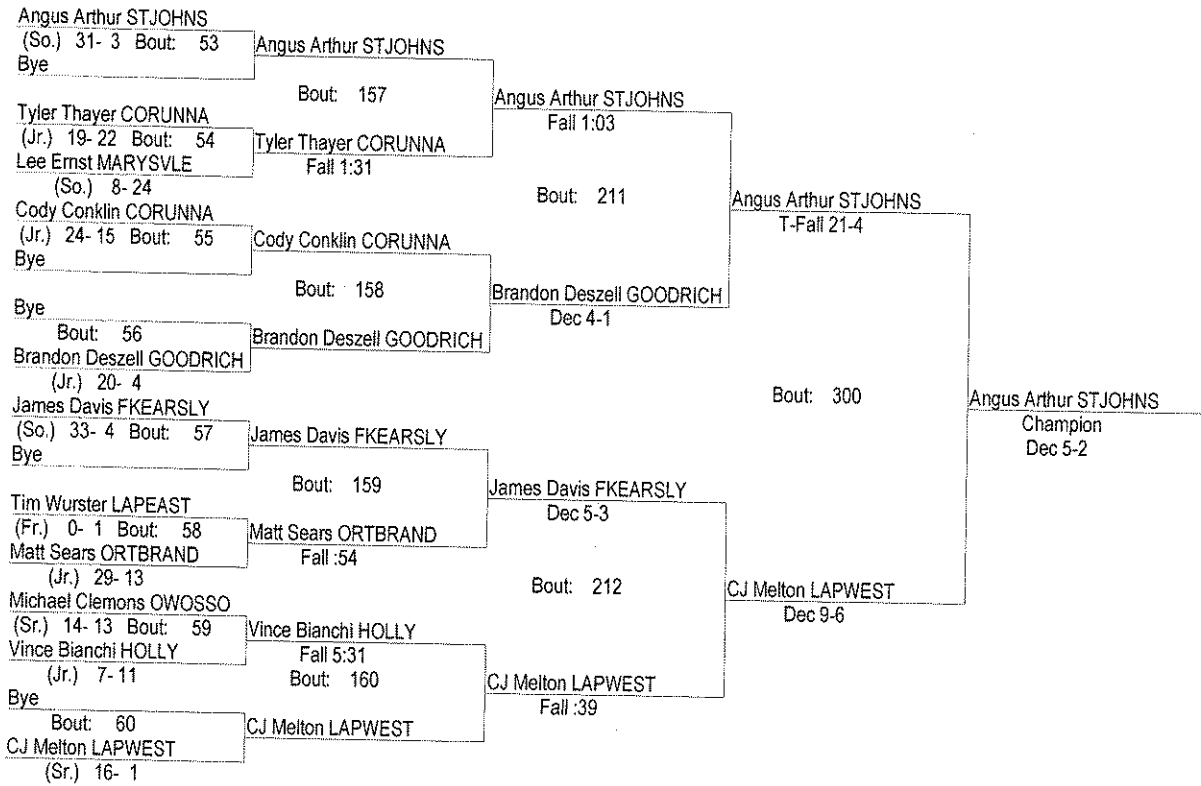 Angus Arthur STJOHNS
(So.) 31- 3 Bout: 53
Bye
Angus Arthur STJOHNS
Bout: 157
Tyler Thayer CORUNNA
(Jr.) 19- 22 Bout: 54
Lee Ernst MARYSVLE
(So.) 8- 24
Tyler Thayer CORUNNA
Fall 1:31
Angus Arthur STJOHNS
Fall 1:03
Bout: 211
Cody Conklin CORUNNA
(Jr.) 24- 15 Bout: 55
Bye
Cody Conklin CORUNNA
Bout: 158
Bye
Bout: 56
Brandon Deszell GOODRICH
(Jr.) 20- 4
Brandon Deszell GOODRICH
Brandon Deszell GOODRICH
Dec 4-1
Angus Arthur STJOHNS
T-Fall 21-4
Bout: 300
Angus Arthur STJOHNS
Champion
Dec 5-2
James Davis FKEARSLY
(So.) 33- 4 Bout: 57
Bye
James Davis FKEARSLY
Bout: 159
Tim Wurster LAPEAST
(Fr.) 0- 1 Bout: 58
Matt Sears ORTBRAND
(Jr.) 29- 13
Matt Sears ORTBRAND
Fall :54
James Davis FKEARSLY
Dec 5-3
Bout: 212
Michael Clemons OWOSSO
(Sr.) 14- 13 Bout: 59
Vince Bianchi HOLLY
(Jr.) 7- 11
Vince Bianchi HOLLY
Fall 5:31
Bout: 160
Bye
Bout: 60
CJ Melton LAPWEST
(Sr.) 16- 1
CJ Melton LAPWEST
CJ Melton LAPWEST
Fall :39
CJ Melton LAPWEST
Dec 9-6